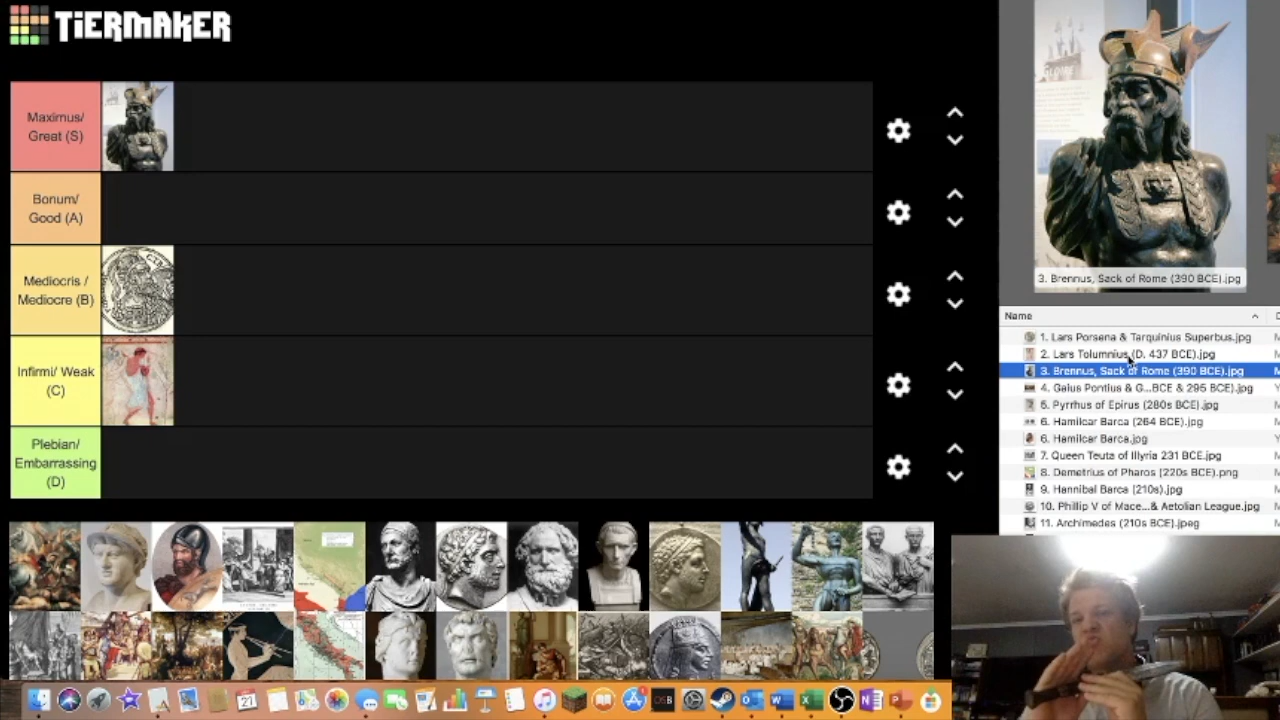 TiERMAKER
Maximus/
Great (S)
Bonum/
Good (A)
Mediocris /
Mediocre (B)
Infirmi/ Weak
(C)
Plebian/
Embarrassing
(D)
3. Brennus, Sack of Rome (390 BCE).jpg
Name
1. Lars Porsena & Tarquinius Superbus.jpg
2. Lars Tolumnius (D. 437 BCE).jpg
3. Brennus, Sack of Rome (390 BCE).jpg
4. Gaius Pontius & G...BCE & 295 BCE).jpg
5. Pyrrhus of Epirus (280s BCE).jpg
6. Hamilcar Barca (264 BCE).jpg
6. Hamilcar Barca.jpg
7. Queen Teuta of Illyria 231 BCE.jpg
8. Demetrius of Pharos (220s BCE).png
9. Hannibal Barca (210s).jpg
10. Phillip V of Mace...& Aetolian League.jpg
11. Archimedes (210s BCE).jpeg